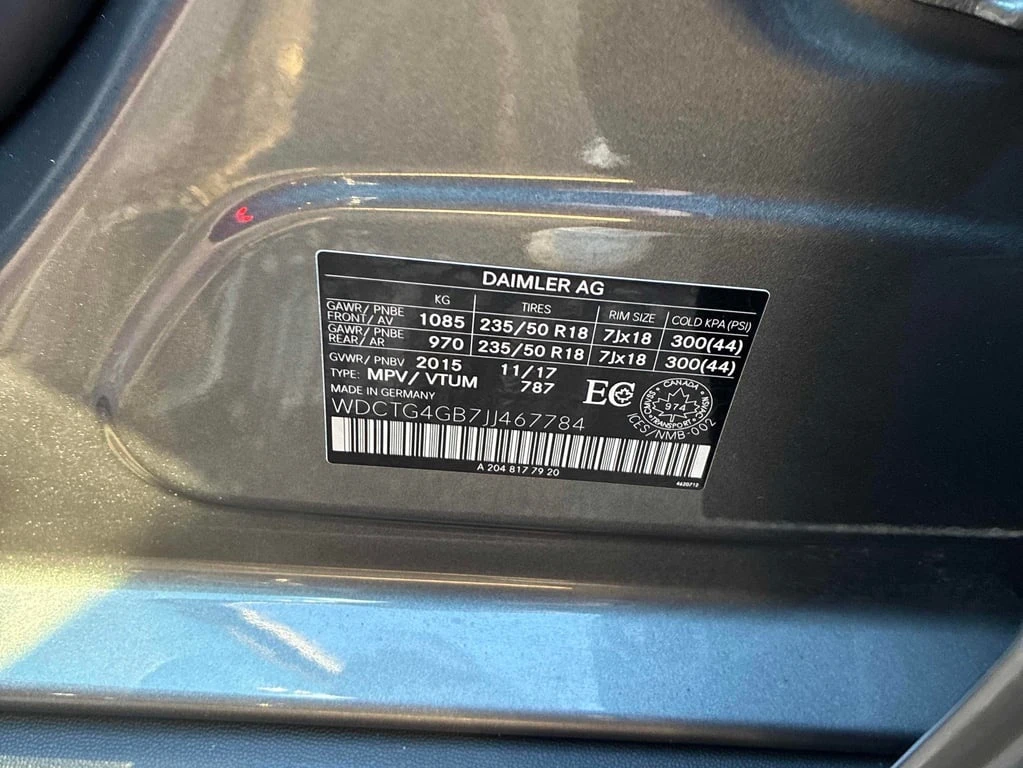 DAIMLER AG
KG TIRES RIM SIZE COLD KPA (PSI)
GAWR/ PNBE FRONT/ AV 1085 235/50 R18 7Jx18 300(44)
GAWR/ PNBE REAR/ AR 970 235/50 R18 7Jx18 300(44)
GVWR/ PNBV 2015 11/17
TYPE: MPV/VTUM 787
MADE IN GERMANY
EC
CANADA
974
TRANSPORT
ICES/NMB-002
WDCTG4GB7JJ467784
A 204 817 79 20
4620712